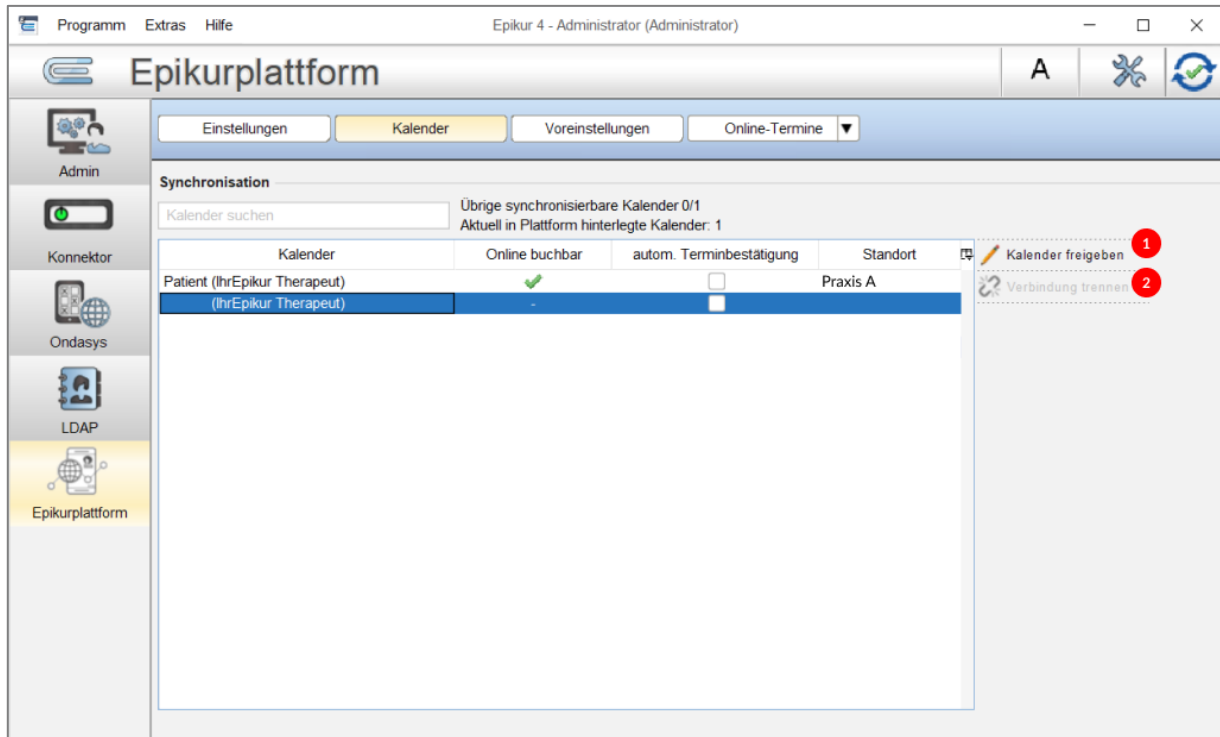 Programm Extras Hilfe Epikur 4 - Administrator (Administrator)
Epikurplattform A
Einstellungen Kalender Voreinstellungen Online-Termine
Admin
Synchronisation
Kalender suchen
Übrige synchronisierbare Kalender 0/1
Aktuell in Plattform hinterlegte Kalender: 1
Konnektor
Kalender Online buchbar autom. Terminbestätigung Standort
Kalender freigeben 1
Patient (IhrEpikur Therapeut) Praxis A
Verbindung trennen 2
(IhrEpikur Therapeut) -
Ondasys
LDAP
Epikurplattform